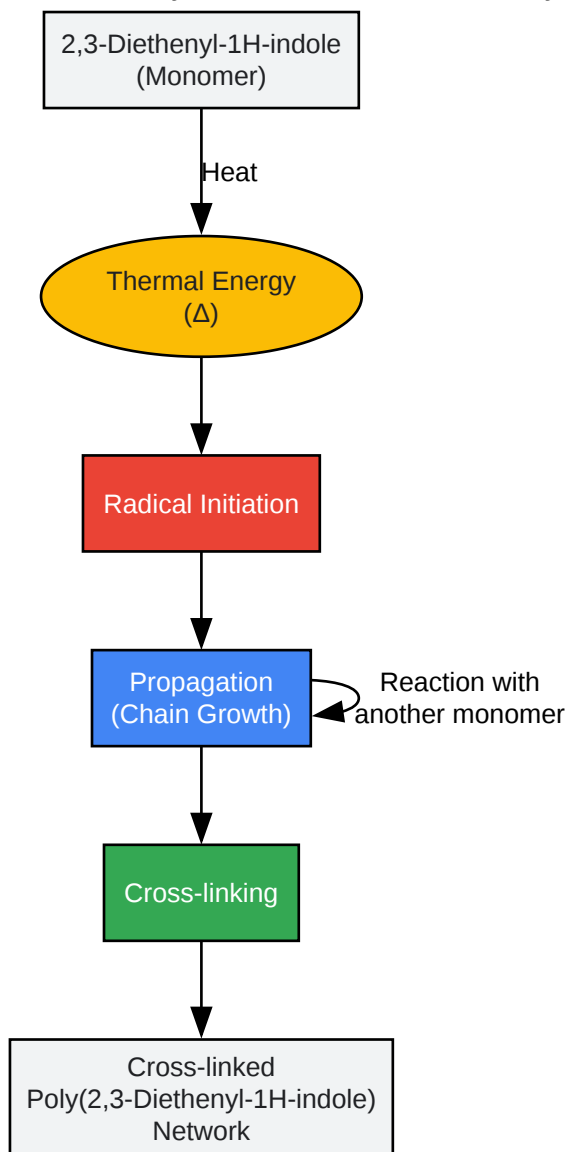 2,3-Diethenyl-1H-indole
(Monomer)
Heat
Thermal Energy
(Δ)
Radical Initiation
Propagation
(Chain Growth)
Reaction with
another monomer
Cross-linking
Cross-linked
Poly(2,3-Diethenyl-1H-indole)
Network